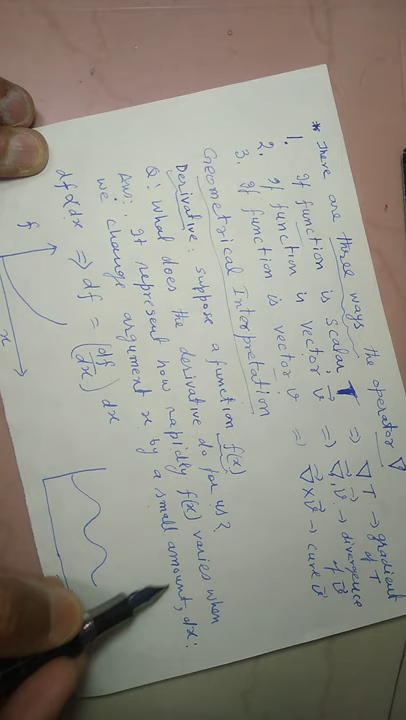 * There are three ways the operator ∇
1. If function is scalar, T ⇒ ∇T → gradient of T
2. If function is vector v⃗ ⇒ ∇⃗.v⃗ → divergence of v⃗
3. If function is vector v ⇒ ∇⃗×v⃗ → curl v⃗
Geometrical Interpretation
Derivative: suppose a function f(x)
Q: What does the derivative do for us?
Ans: It represent how rapidly f(x) varies when
we change argument x by a small amount, dx:
df ∝ dx ⇒ df = (df/dx) dx
f
x